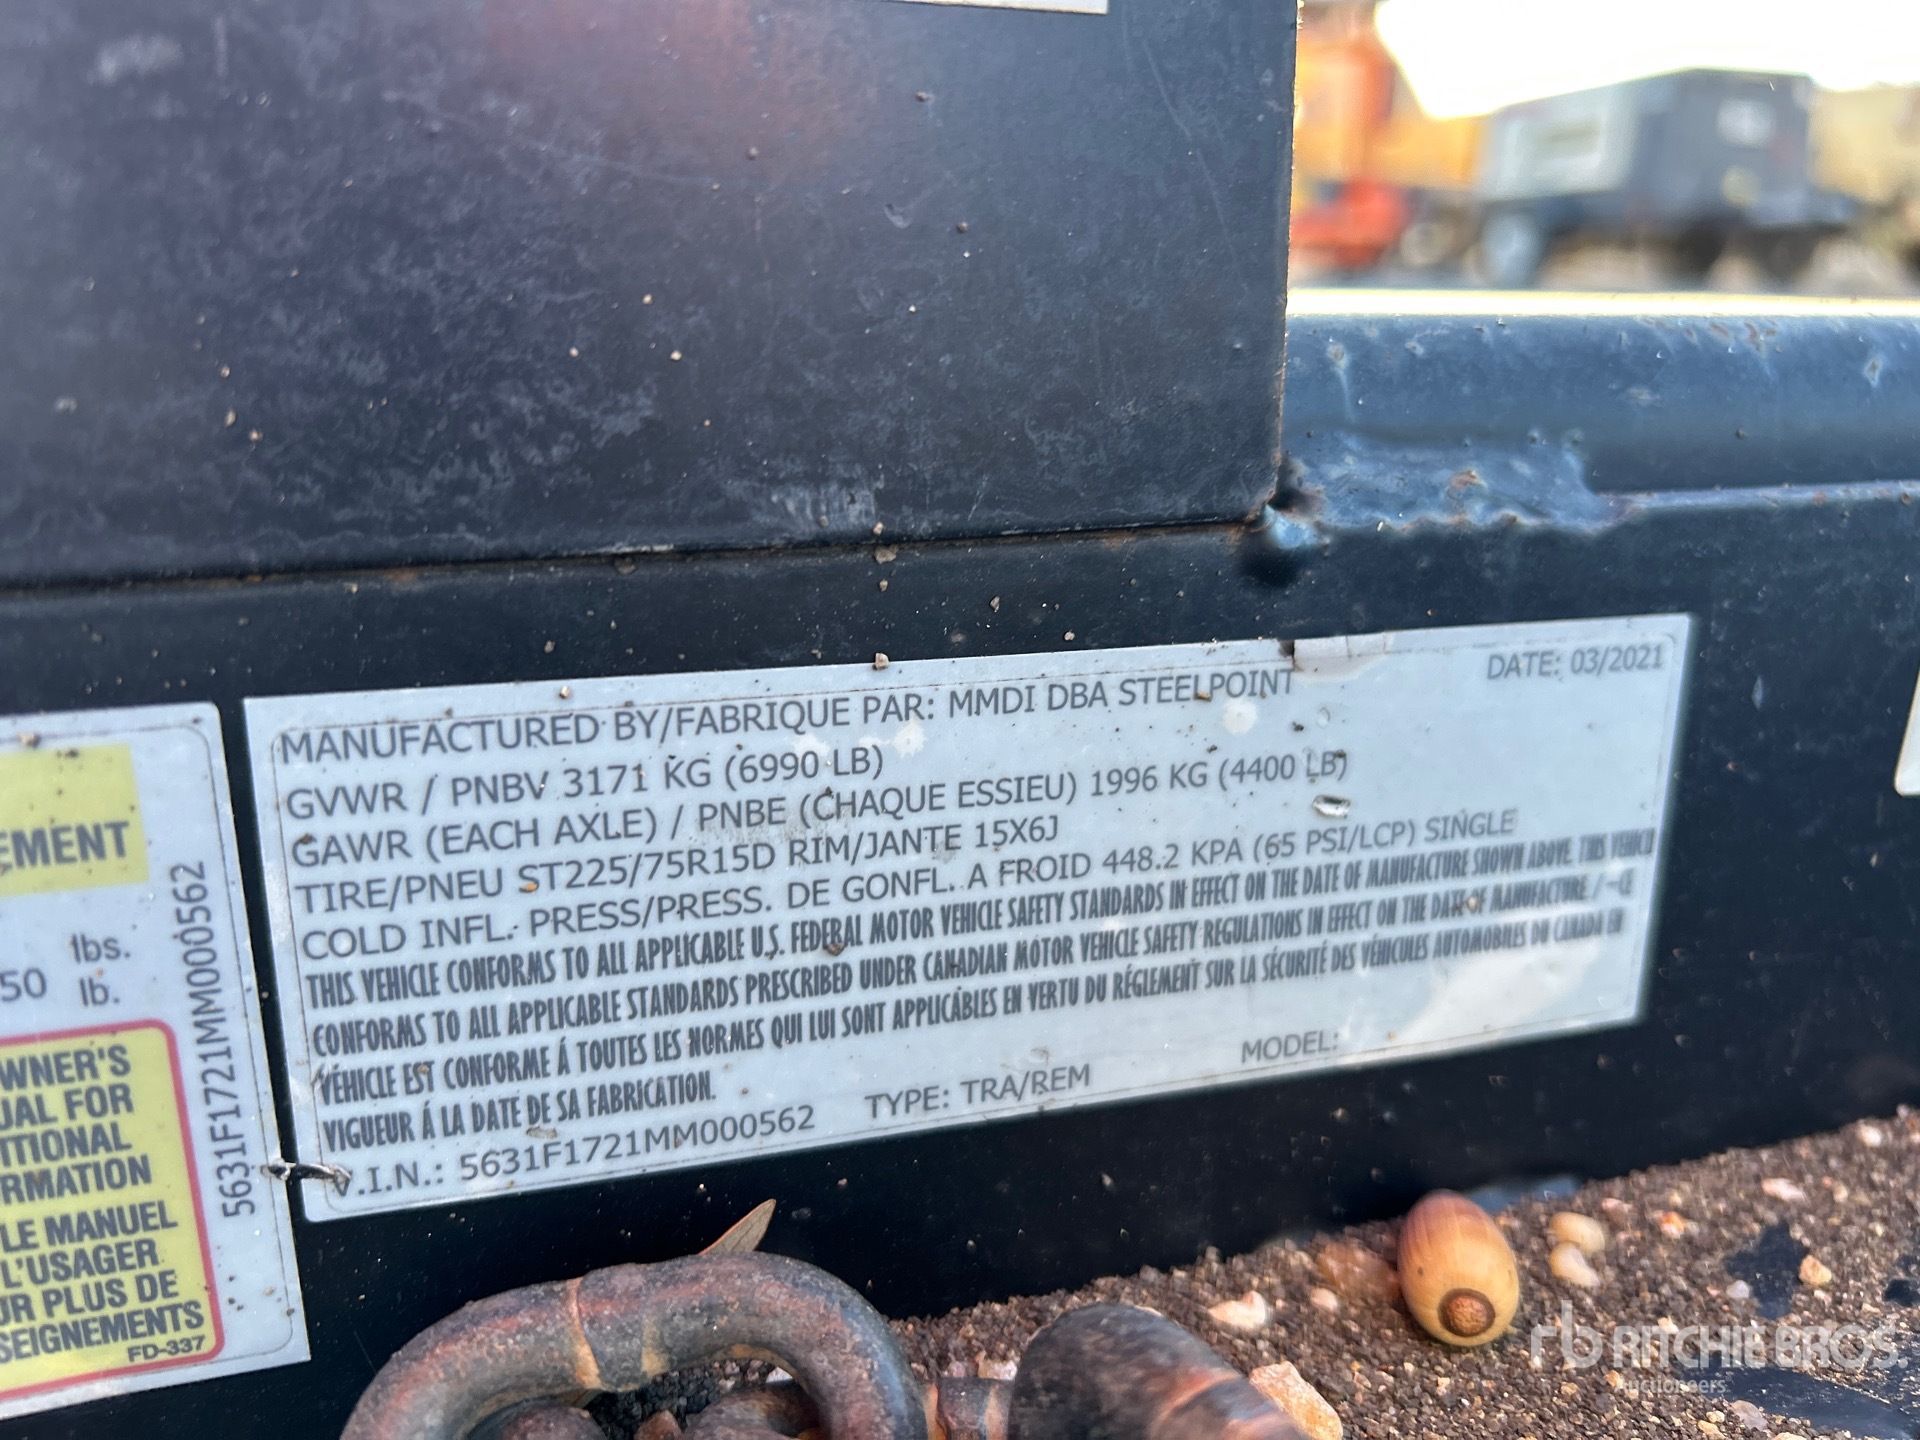 EMENT
lbs.
50 lb.
WNER'S
UAL FOR
ITIONAL
RMATION
LE MANUEL
L'USAGER
UR PLUS DE
SEIGNEMENTS
FD-337
5631F1721MM000562
MANUFACTURED BY/FABRIQUE PAR: MMDI DBA STEELPOINT DATE: 03/2021
GVWR / PNBV 3171 KG (6990 LB)
GAWR (EACH AXLE) / PNBE (CHAQUE ESSIEU) 1996 KG (4400 LB)
TIRE/PNEU ST225/75R15D RIM/JANTE 15X6J
COLD INFL. PRESS/PRESS. DE GONFL. A FROID 448.2 KPA (65 PSI/LCP) SINGLE
THIS VEHICLE CONFORMS TO ALL APPLICABLE U.S. FEDERAL MOTOR VEHICLE SAFETY STANDARDS IN EFFECT ON THE DATE OF MANUFACTURE SHOWN ABOVE THIS VEHICLE
CONFORMS TO ALL APPLICABLE STANDARDS PRESCRIBED UNDER CANADIAN MOTOR VEHICLE SAFETY REGULATIONS IN EFFECT ON THE DATE OF MANUFACTURE / CE
VÉHICLE EST CONFORME Á TOUTES LES NORMES QUI LUI SONT APPLICÁBLES EN VERTU DU RÉGLEMENT SUR LA SÉCURITÉ DES VÉHICULES AUTOMOBILES DU CANADA EN
VIGUEUR Á LA DATE DE SA FABRICATION.
V.I.N.: 5631F1721MM000562 TYPE: TRA/REM MODEL:
rb RITCHIE BROS.
Auctioneers